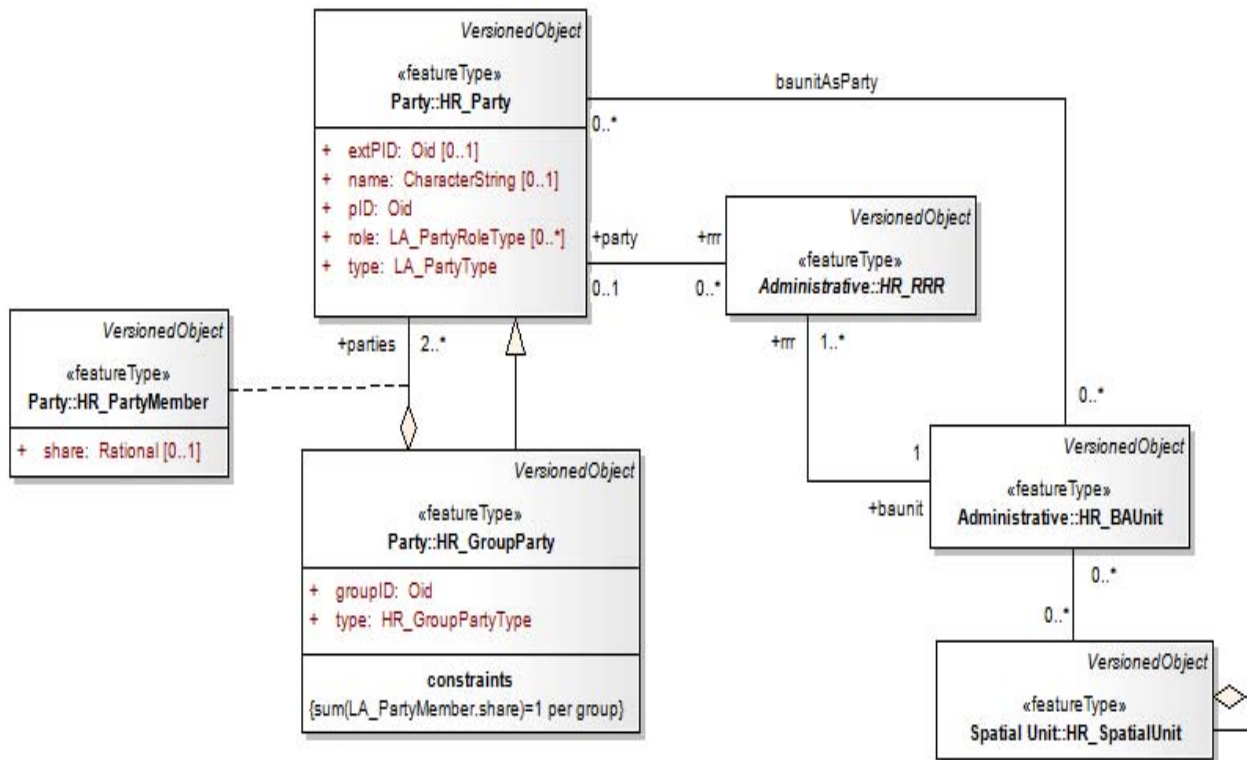 VersionedObject
«featureType»
Party::HR_Party
+ extPID: Oid [0..1]
+ name: CharacterString [0..1]
+ pID: Oid
+ role: LA_PartyRoleType [0..*]
+ type: LA_PartyType
baunitAsParty
0..*
0..*
+party
0..1
+rrr
0..*
VersionedObject
«featureType»
Administrative::HR_RRR
+rrr
1..*
1
+baunit
+parties
2..*
VersionedObject
«featureType»
Party::HR_PartyMember
+ share: Rational [0..1]
VersionedObject
«featureType»
Party::HR_GroupParty
+ groupID: Oid
+ type: HR_GroupPartyType
constraints
{sum(LA_PartyMember.share)=1 per group}
VersionedObject
«featureType»
Administrative::HR_BAUnit
0..*
0..*
VersionedObject
«featureType»
Spatial Unit::HR_SpatialUnit